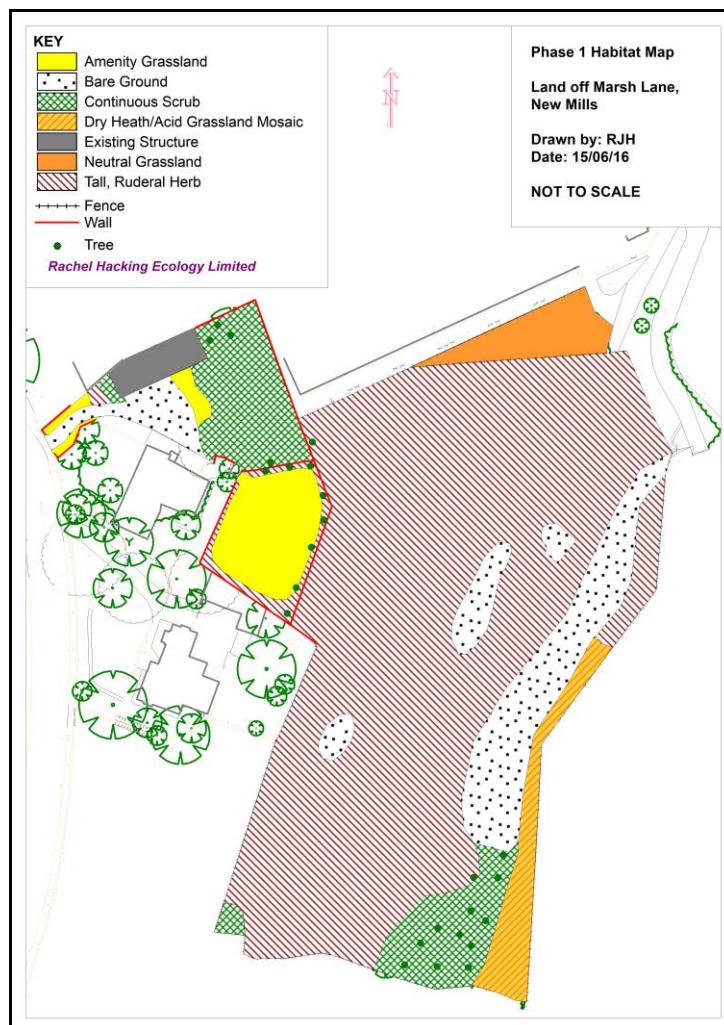 KEY
Amenity Grassland
Bare Ground
Continuous Scrub
Dry Heath/Acid Grassland Mosaic
Existing Structure
Neutral Grassland
Tall, Ruderal Herb
Fence
Wall
Tree
Rachel Hacking Ecology Limited
N
Phase 1 Habitat Map
Land off Marsh Lane,
New Mills
Drawn by: RJH
Date: 15/06/16
NOT TO SCALE